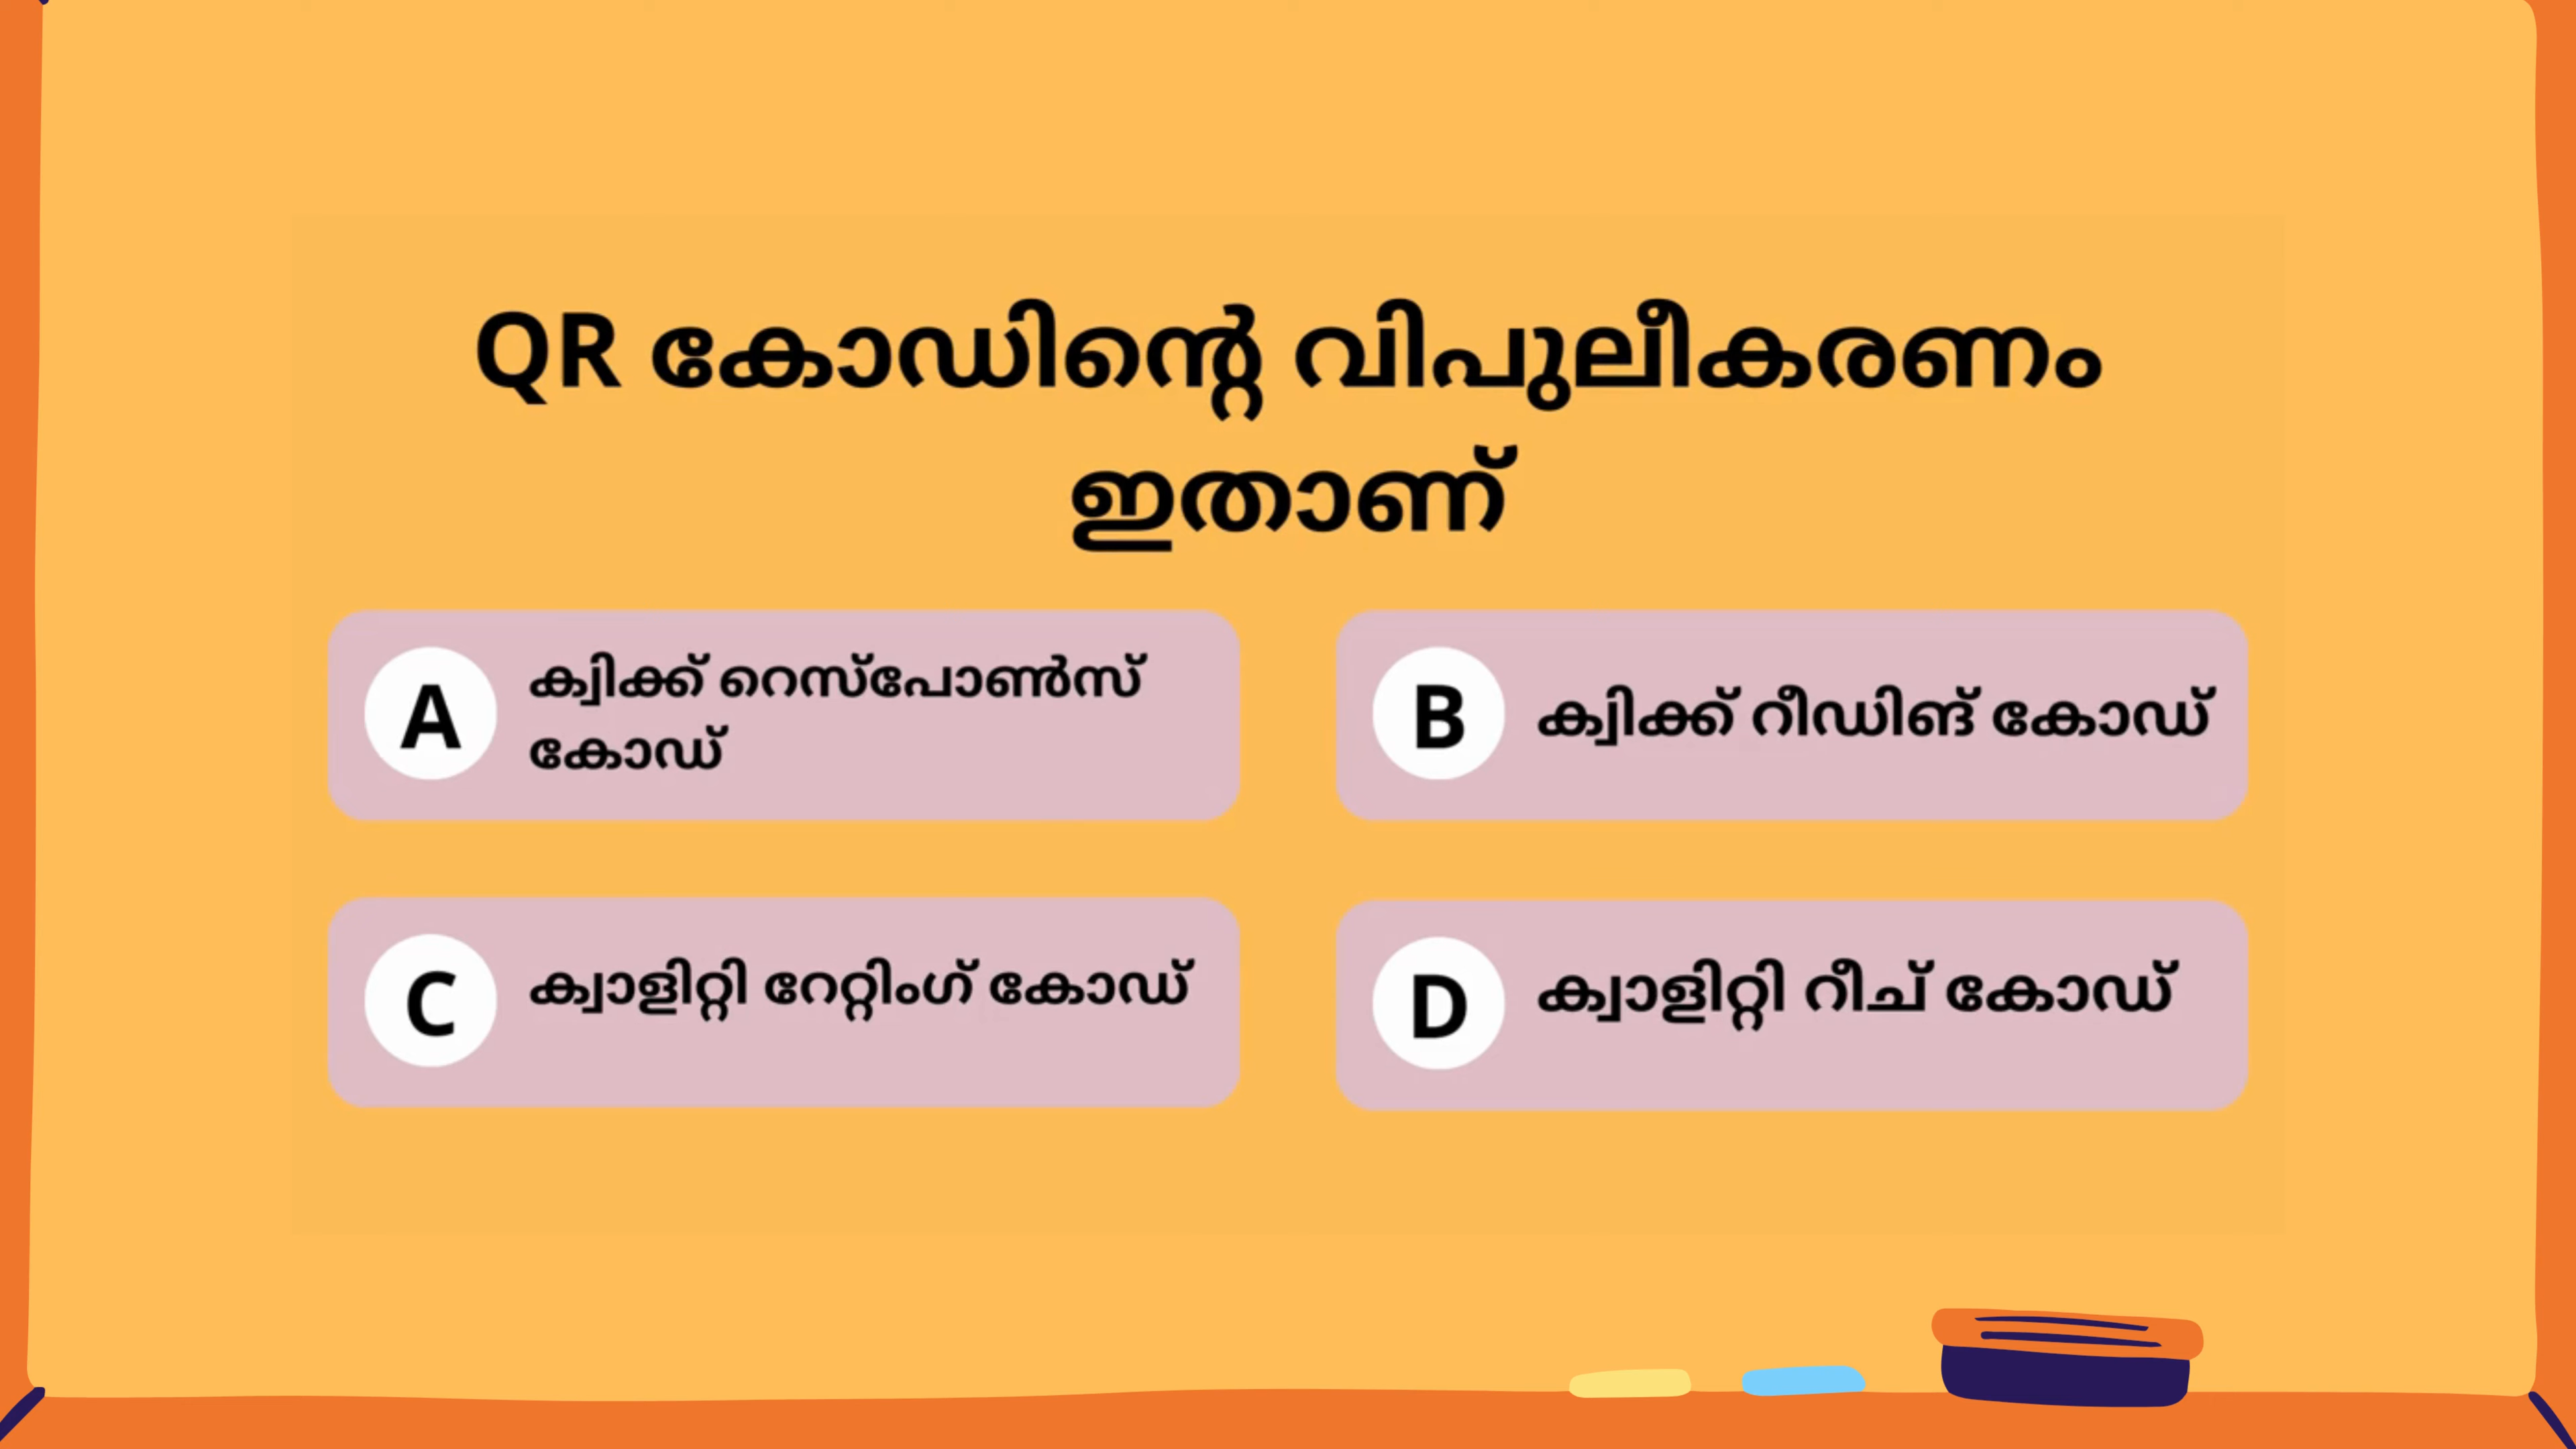 QR കോഡിന്റെ വിപുലീകരണം
ഇതാണ്
A
ക്വിക്ക് റെസ്പോൺസ്
കോഡ്
B
ക്വിക്ക് റീഡിങ് കോഡ്
C
ക്വാളിറ്റി റേറ്റിംഗ് കോഡ്
D
ക്വാളിറ്റി റീച് കോഡ്